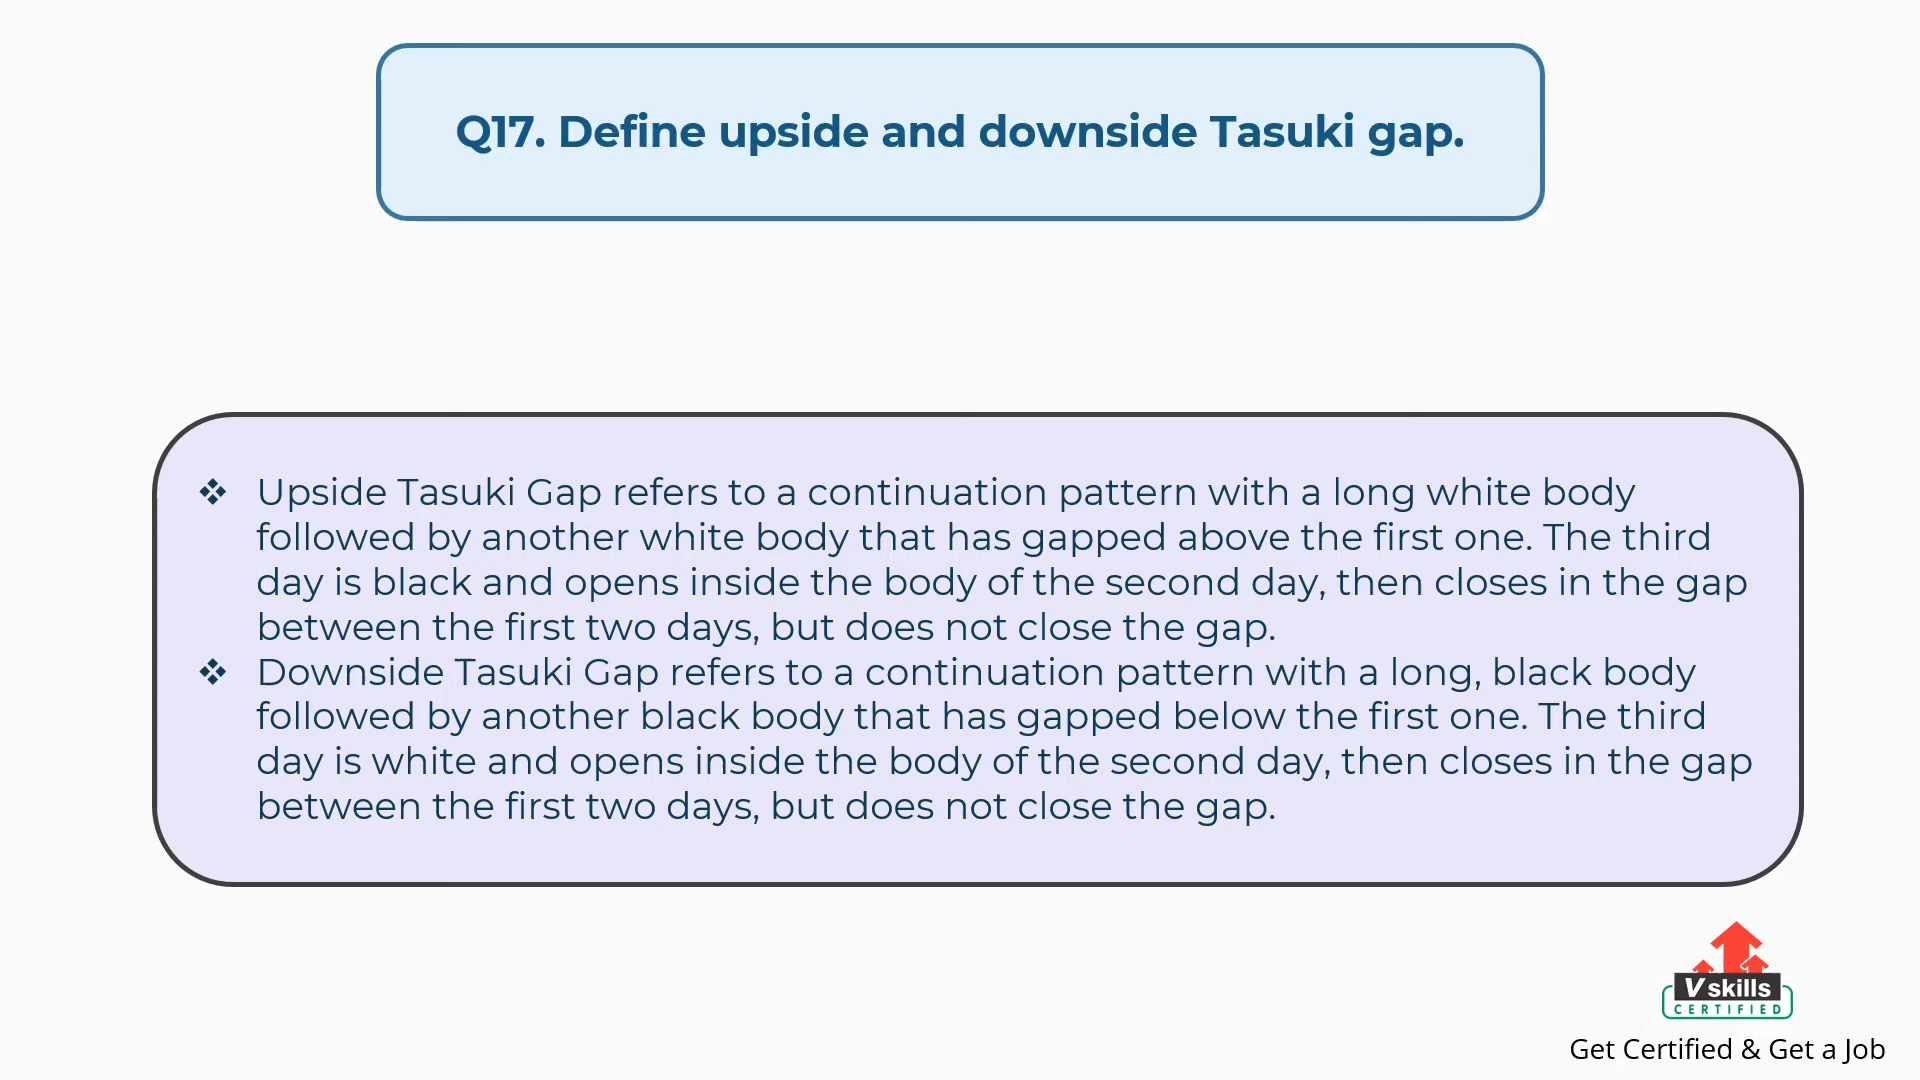 Q17. Define upside and downside Tasuki gap.
❖ Upside Tasuki Gap refers to a continuation pattern with a long white body
followed by another white body that has gapped above the first one. The third
day is black and opens inside the body of the second day, then closes in the gap
between the first two days, but does not close the gap.
❖ Downside Tasuki Gap refers to a continuation pattern with a long, black body
followed by another black body that has gapped below the first one. The third
day is white and opens inside the body of the second day, then closes in the gap
between the first two days, but does not close the gap.
Vskills
CERTIFIED
Get Certified & Get a Job